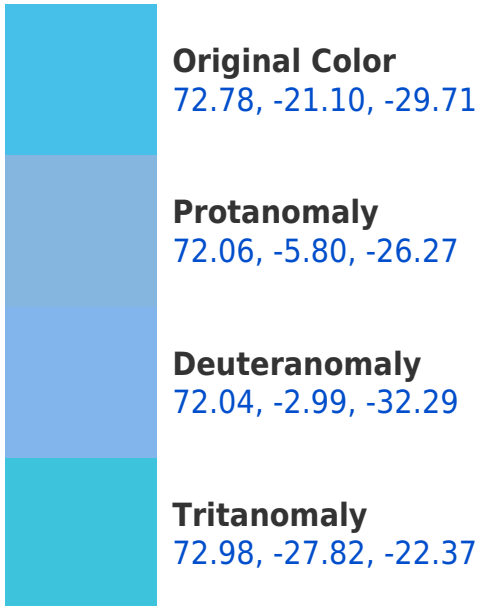 Original Color
72.78, -21.10, -29.71
Protanomaly
72.06, -5.80, -26.27
Deuteranomaly
72.04, -2.99, -32.29
Tritanomaly
72.98, -27.82, -22.37